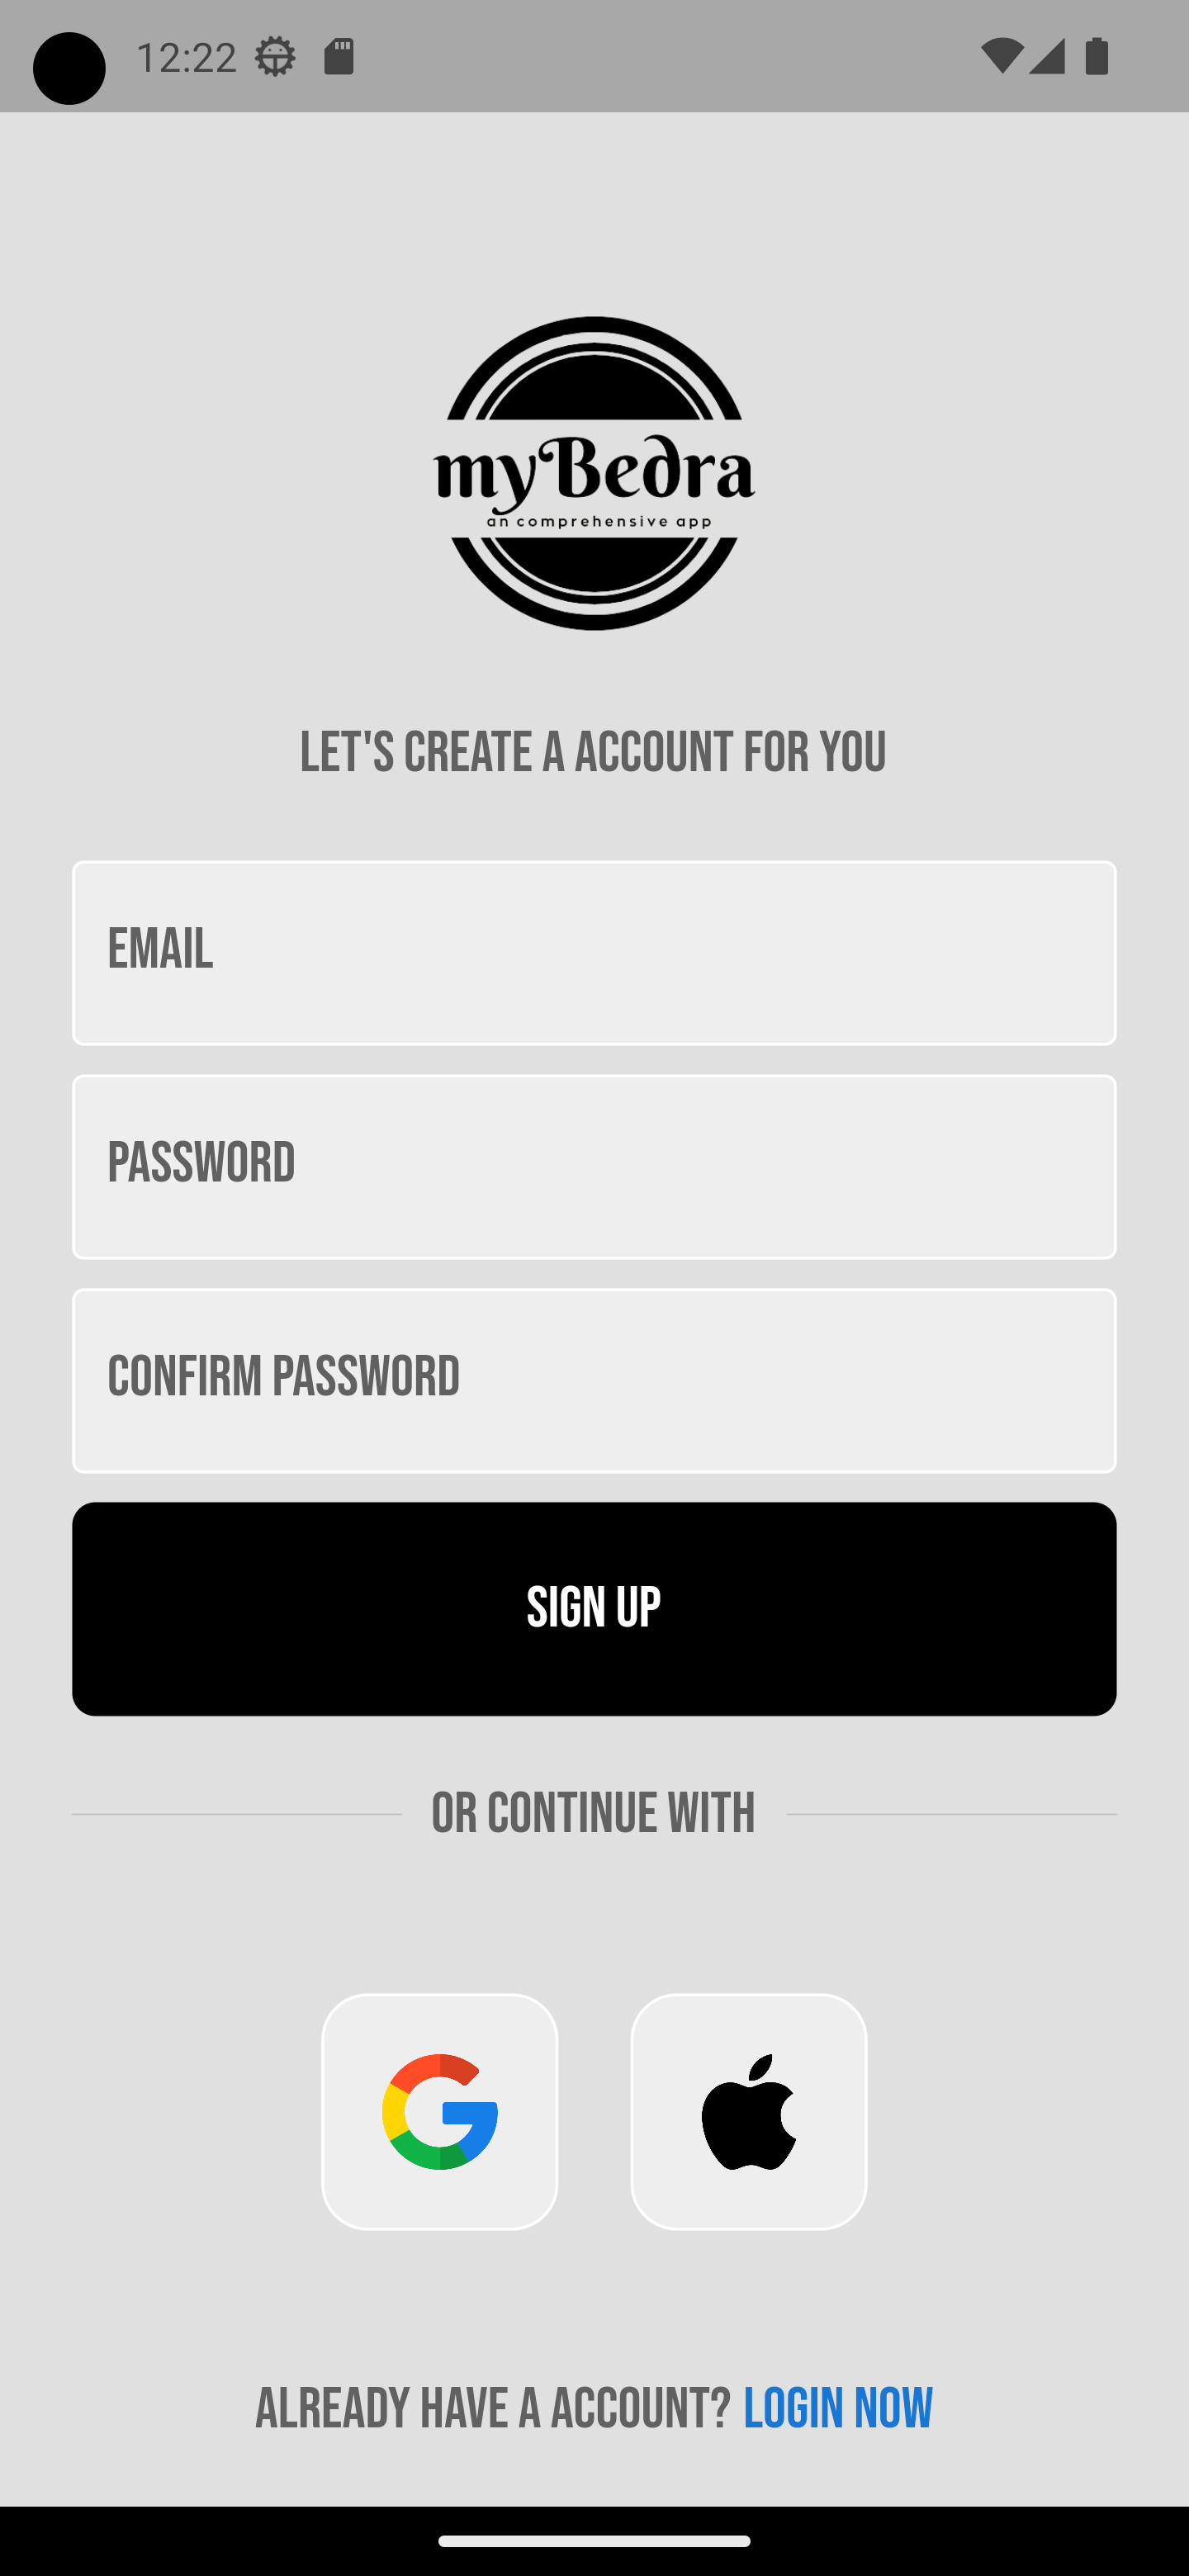 12:22
myBedra
an comprehensive app
LET'S CREATE A ACCOUNT FOR YOU
EMAIL
PASSWORD
CONFIRM PASSWORD
SIGN UP
OR CONTINUE WITH
ALREADY HAVE A ACCOUNT? LOGIN NOW